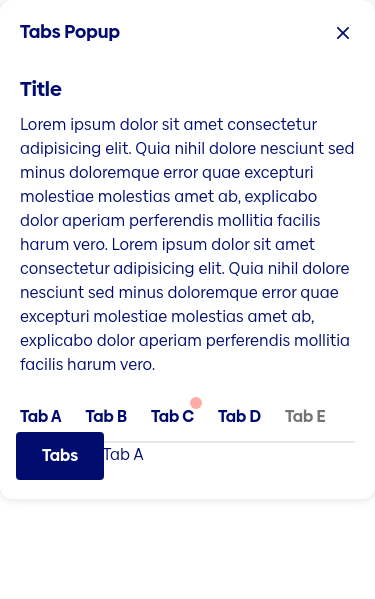 Tabs Popup
Title
Lorem ipsum dolor sit amet consectetur
adipisicing elit. Quia nihil dolore nesciunt sed
minus doloremque error quae excepturi
molestiae molestias amet ab, explicabo
dolor aperiam perferendis mollitia facilis
harum vero. Lorem ipsum dolor sit amet
consectetur adipisicing elit. Quia nihil dolore
nesciunt sed minus doloremque error quae
excepturi molestiae molestias amet ab,
explicabo dolor aperiam perferendis mollitia
facilis harum vero.
Tab A Tab B Tab C Tab D Tab E
Tabs Tab A